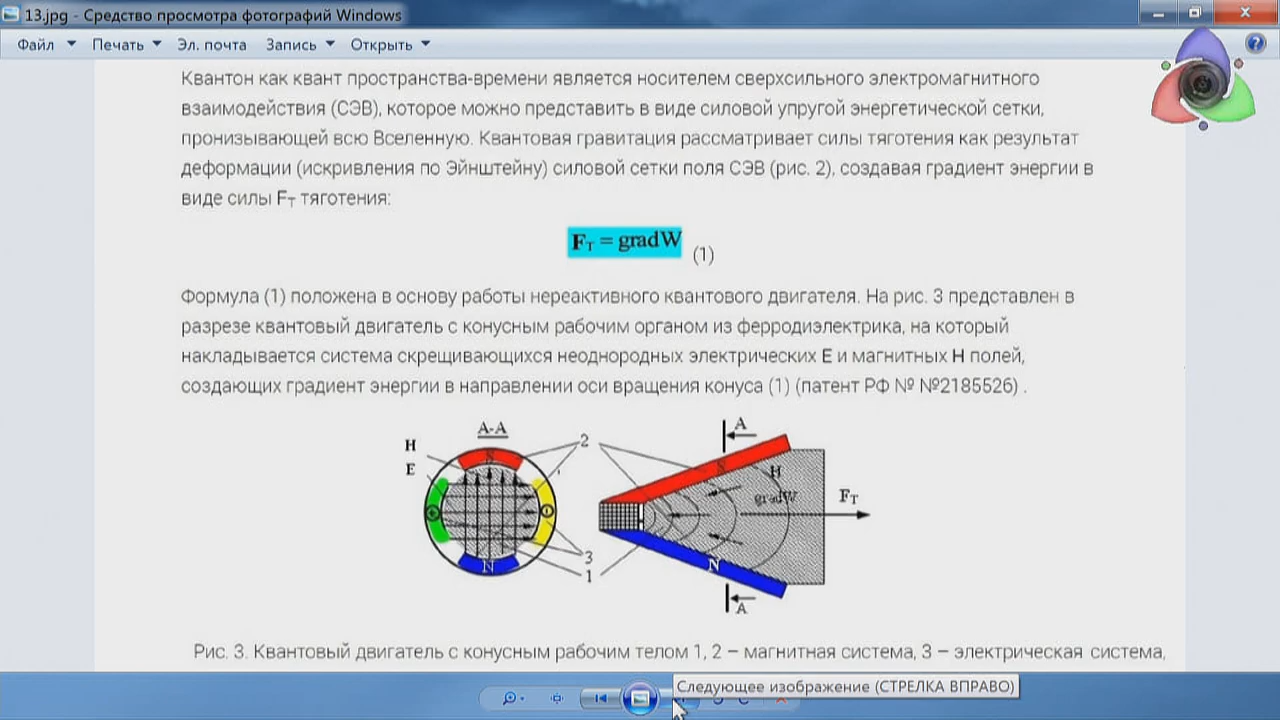 13.jpg - Средство просмотра фотографий Windows
Файл Печать Эл. почта Запись Открыть
Квантон как квант пространства-времени является носителем сверхсильного электромагнитного
взаимодействия (СЭВ), которое можно представить в виде силовой упругой энергетической сетки,
пронизывающей всю Вселенную. Квантовая гравитация рассматривает силы тяготения как результат
деформации (искривления по Эйнштейну) силовой сетки поля СЭВ (рис. 2), создавая градиент энергии в
виде силы Fт тяготения:
Fт = gradW (1)
Формула (1) положена в основу работы нереактивного квантового двигателя. На рис. 3 представлен в
разрезе квантовый двигатель с конусным рабочим органом из ферродиэлектрика, на который
накладывается система скрещивающихся неоднородных электрических Е и магнитных Н полей,
создающих градиент энергии в направлении оси вращения конуса (1) (патент РФ № №2185526) .
A-A 2 A
H
E S S H
gradW Fт
3
N 1 N
A
Рис. 3. Квантовый двигатель с конусным рабочим телом 1, 2 – магнитная система, 3 – электрическая система,
Следующее изображение (СТРЕЛКА ВПРАВО)